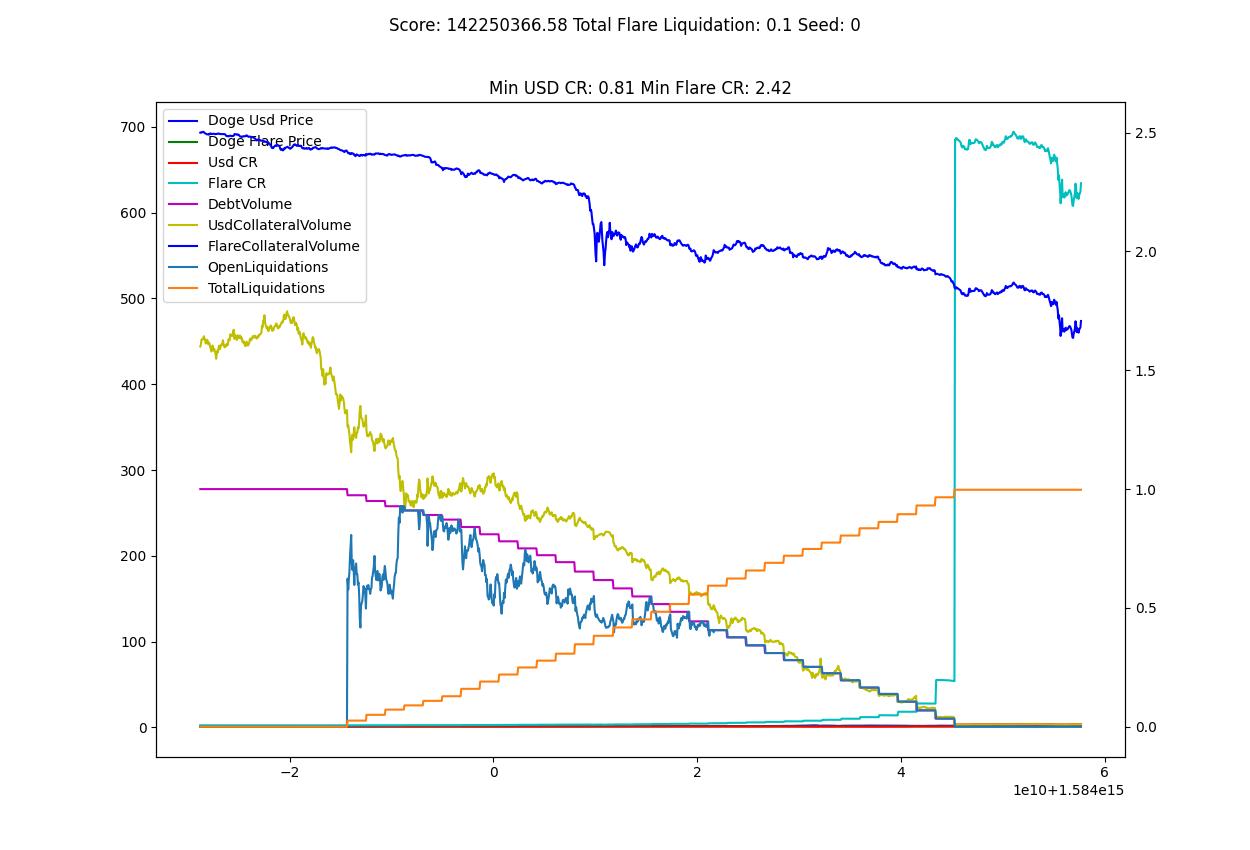 Score: 142250366.58 Total Flare Liquidation: 0.1 Seed: 0
Min USD CR: 0.81 Min Flare CR: 2.42
Doge Usd Price
Doge Flare Price
Usd CR
Flare CR
DebtVolume
UsdCollateralVolume
FlareCollateralVolume
OpenLiquidations
TotalLiquidations
700
600
500
400
300
200
100
0
2.5
2.0
1.5
1.0
0.5
0.0
−2 0 2 4 6
1e10+1.584e15